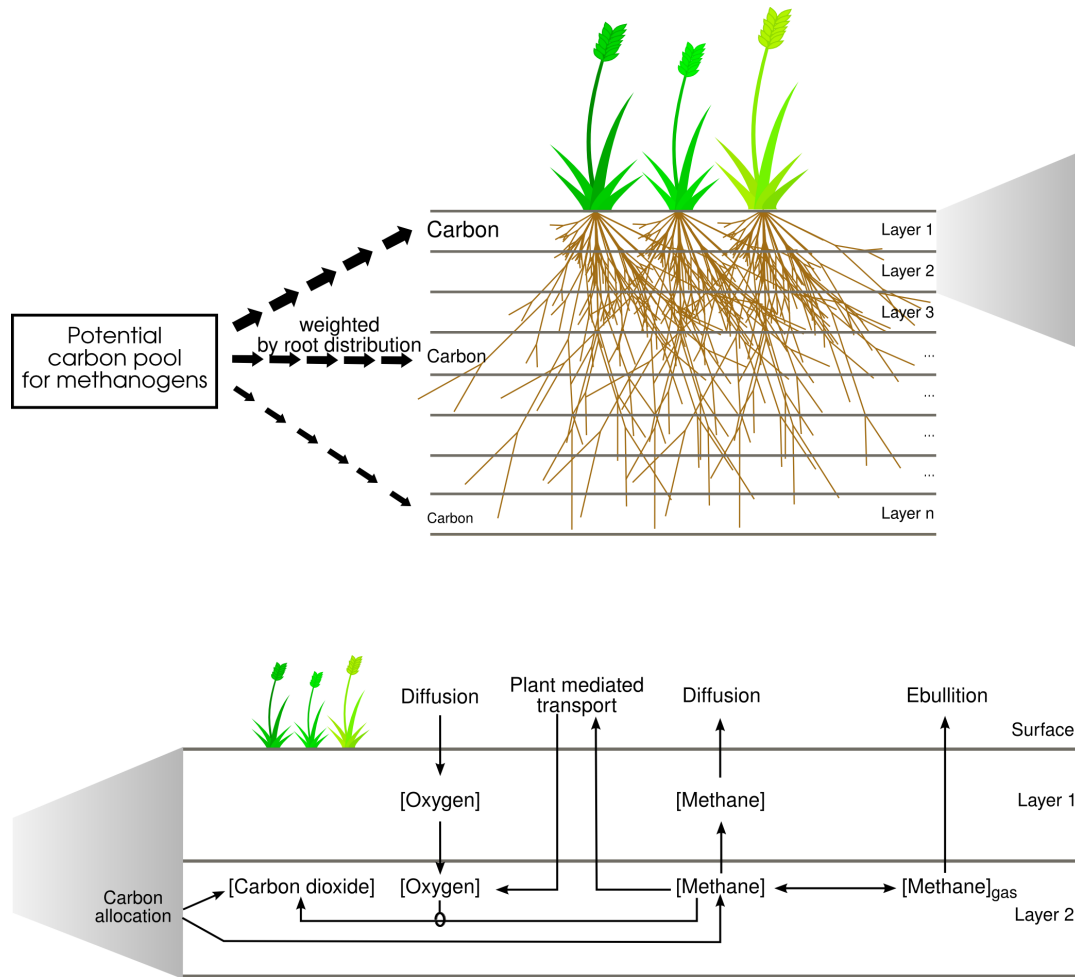 Carbon
Layer 1
Layer 2
Layer 3
Potential
carbon pool
for methanogens
weighted
by root distribution
Carbon
...
...
...
...
Carbon
Layer n
Diffusion
Plant mediated
transport
Diffusion
Ebullition
Surface
[Oxygen]
[Methane]
Layer 1
Carbon
allocation
[Carbon dioxide]
[Oxygen]
[Methane]
[Methane]gas
Layer 2